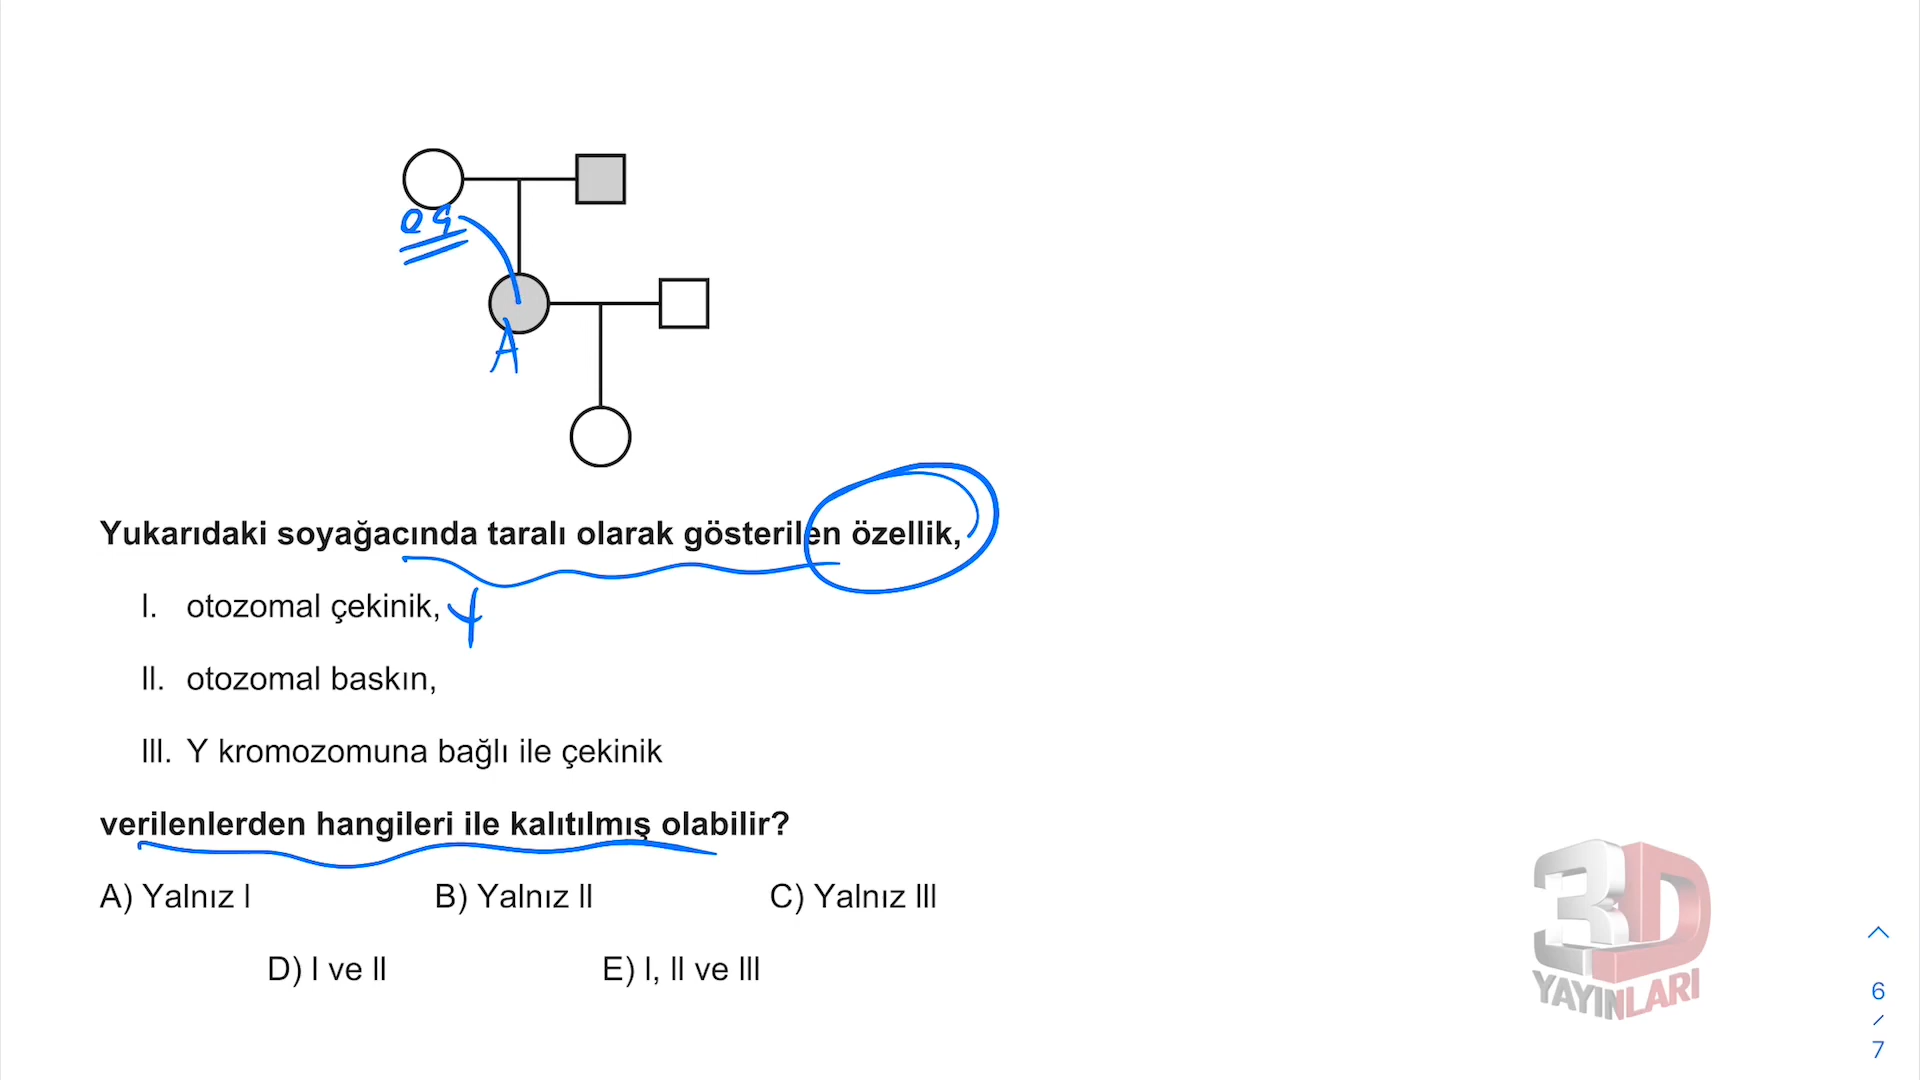 aa
A
Yukarıdaki soyağacında taralı olarak gösterilen özellik,
I. otozomal çekinik,
II. otozomal baskın,
III. Y kromozomuna bağlı ile çekinik
verilenlerden hangileri ile kalıtılmış olabilir?
A) Yalnız I B) Yalnız II C) Yalnız III
D) I ve II E) I, II ve III
3D
YAYINLARI
6
/
7